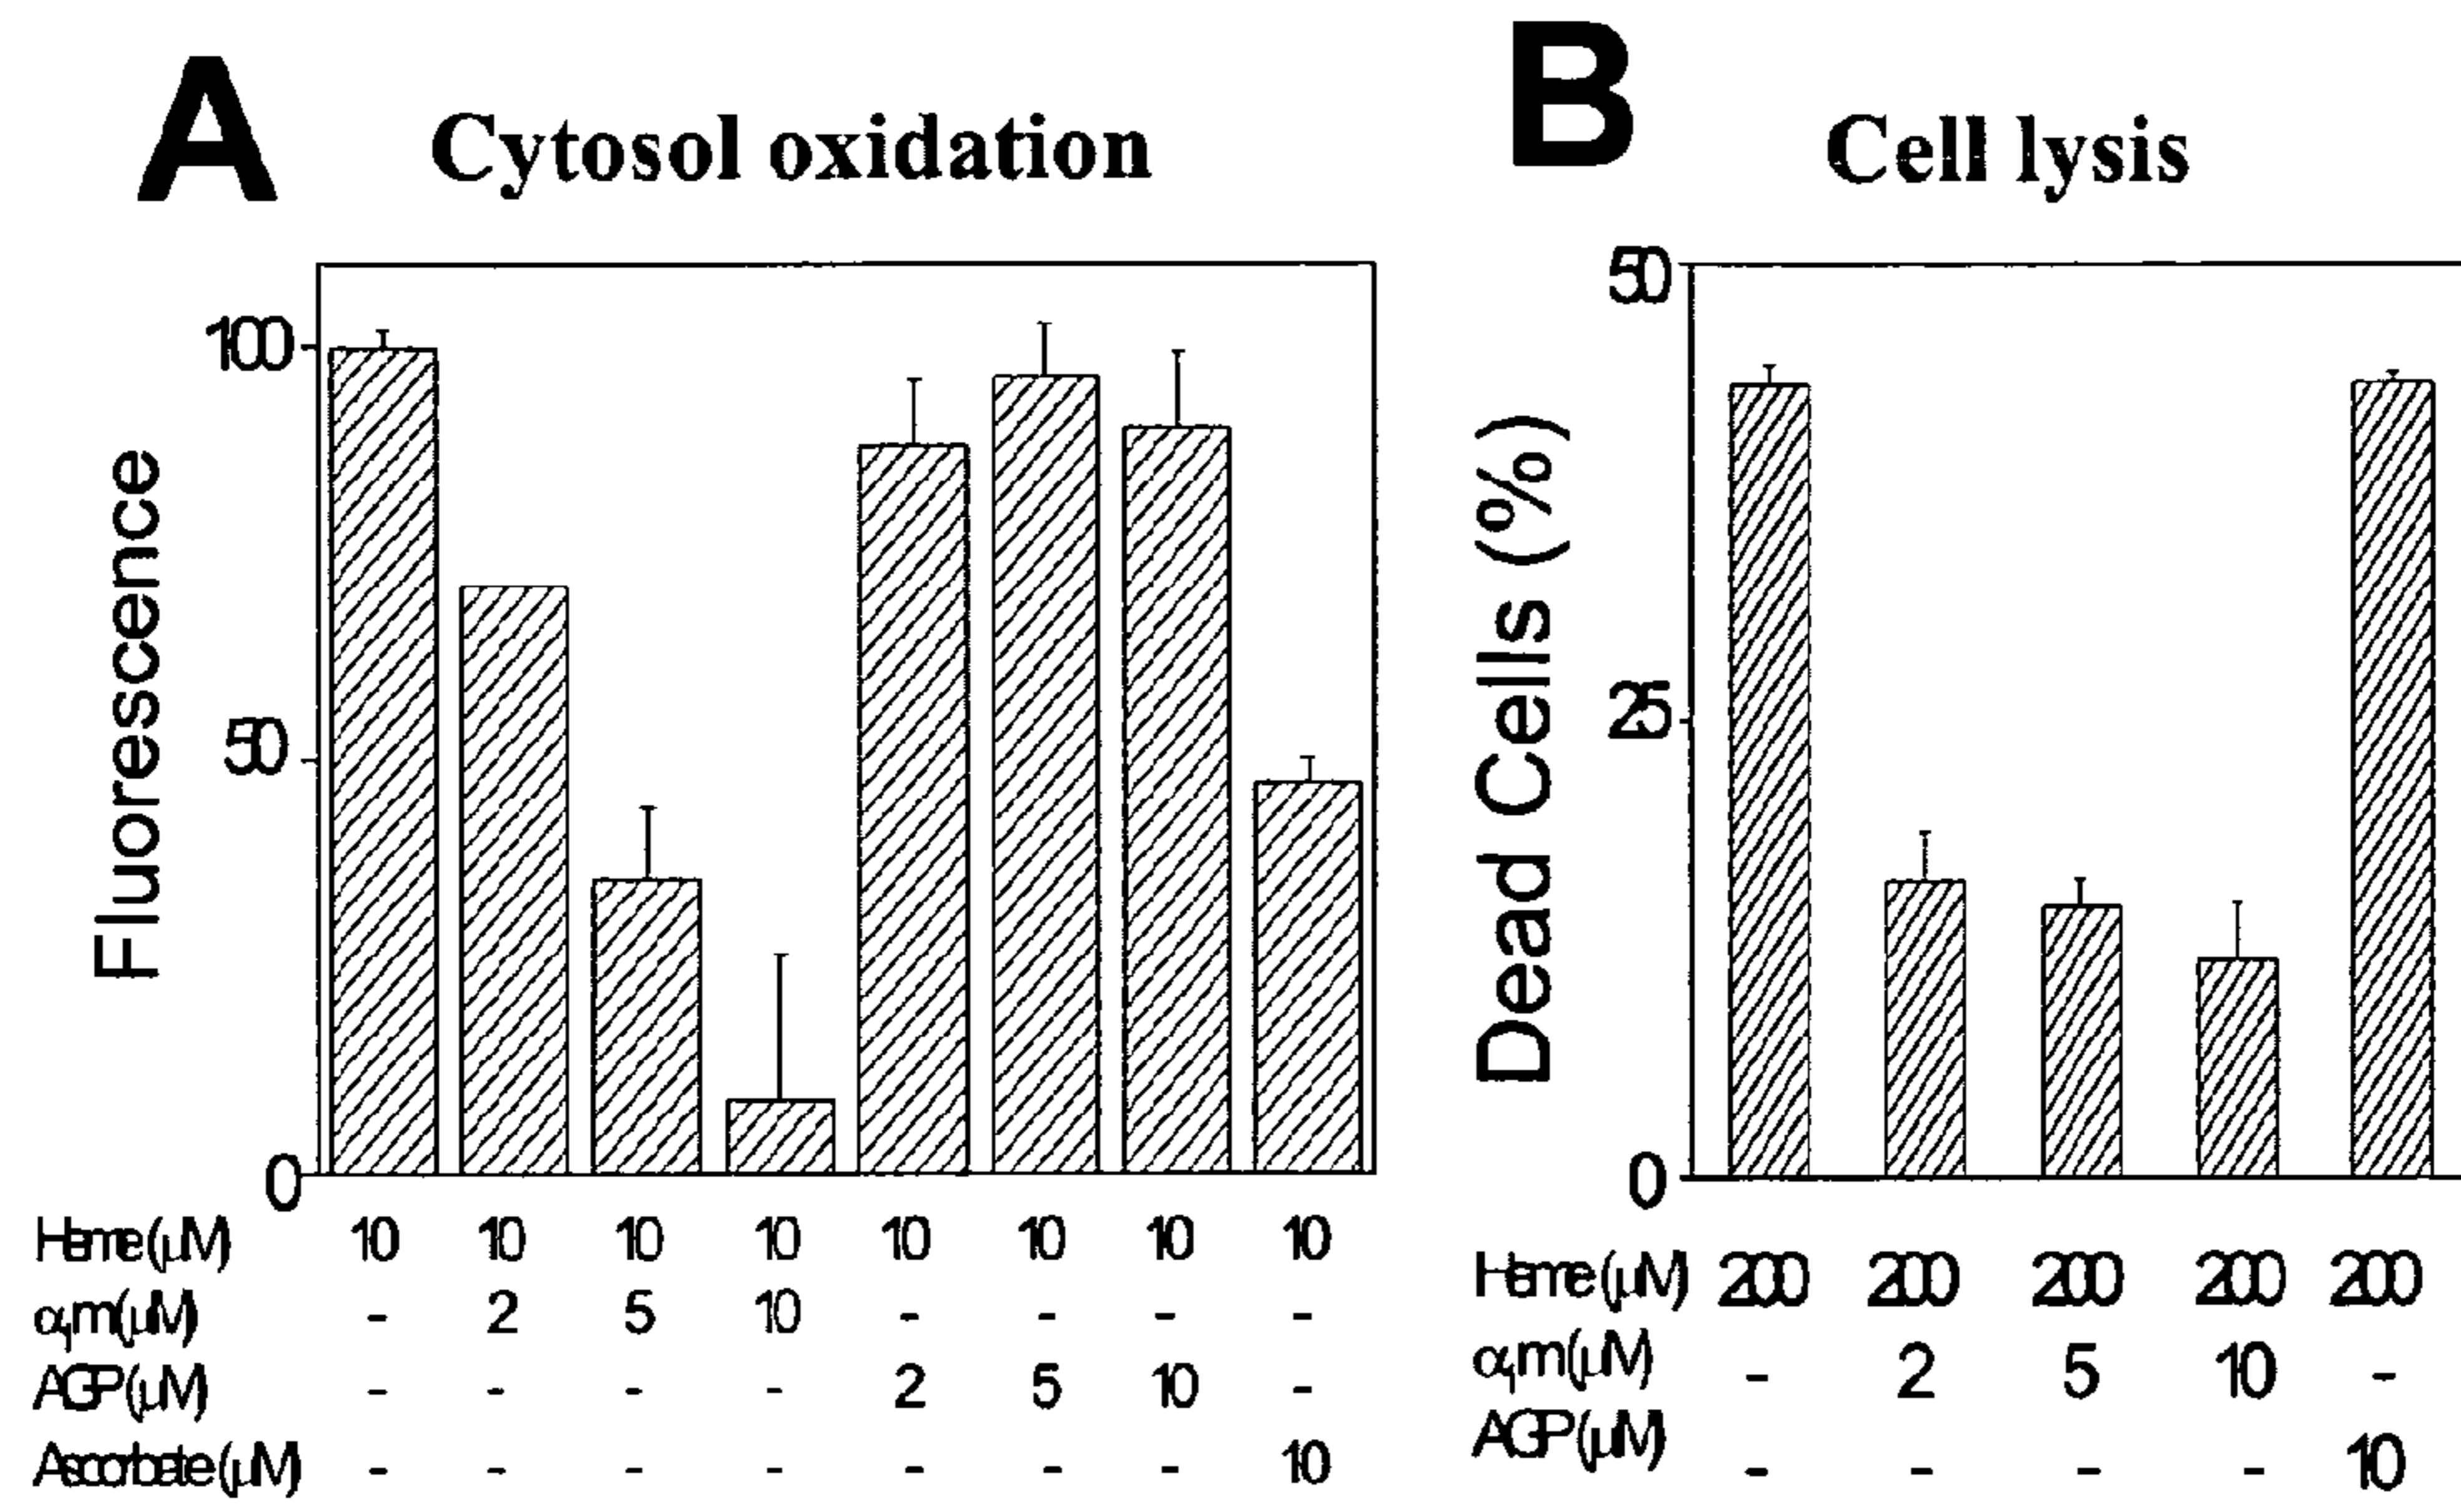 A Cytosol oxidation
100
50
0
Fluorescence
Heme (μM) 10 10 10 10 10 10 10 10
α₁m (μM) - 2 5 10 - - - -
AGP (μM) - - - - 2 5 10 -
Ascorbate (μM) - - - - - - - 10
B Cell lysis
50
25
0
Dead Cells (%)
Heme (μM) 200 200 200 200 200
α₁m (μM) - 2 5 10 -
AGP (μM) - - - - 10